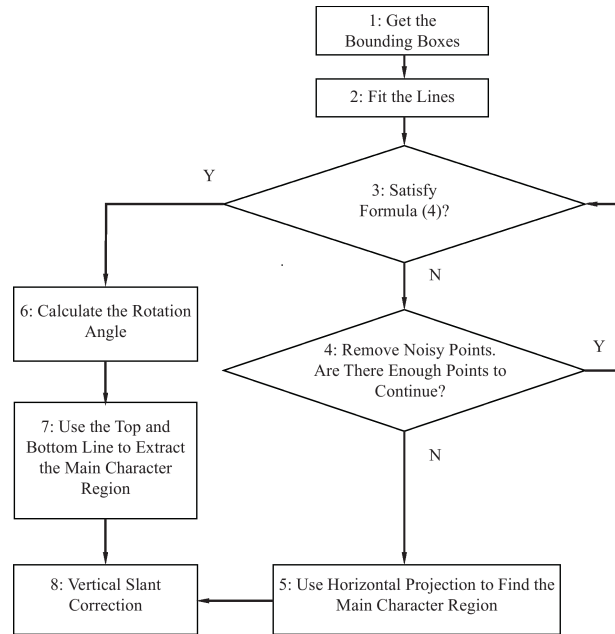 1: Get the
Bounding Boxes
2: Fit the Lines
Y
3: Satisfy
Formula (4)?
N
6: Calculate the Rotation
Angle
4: Remove Noisy Points.
Are There Enough Points to
Continue?
Y
7: Use the Top and
Bottom Line to Extract
the Main Character
Region
N
8: Vertical Slant
Correction
5: Use Horizontal Projection to Find the
Main Character Region